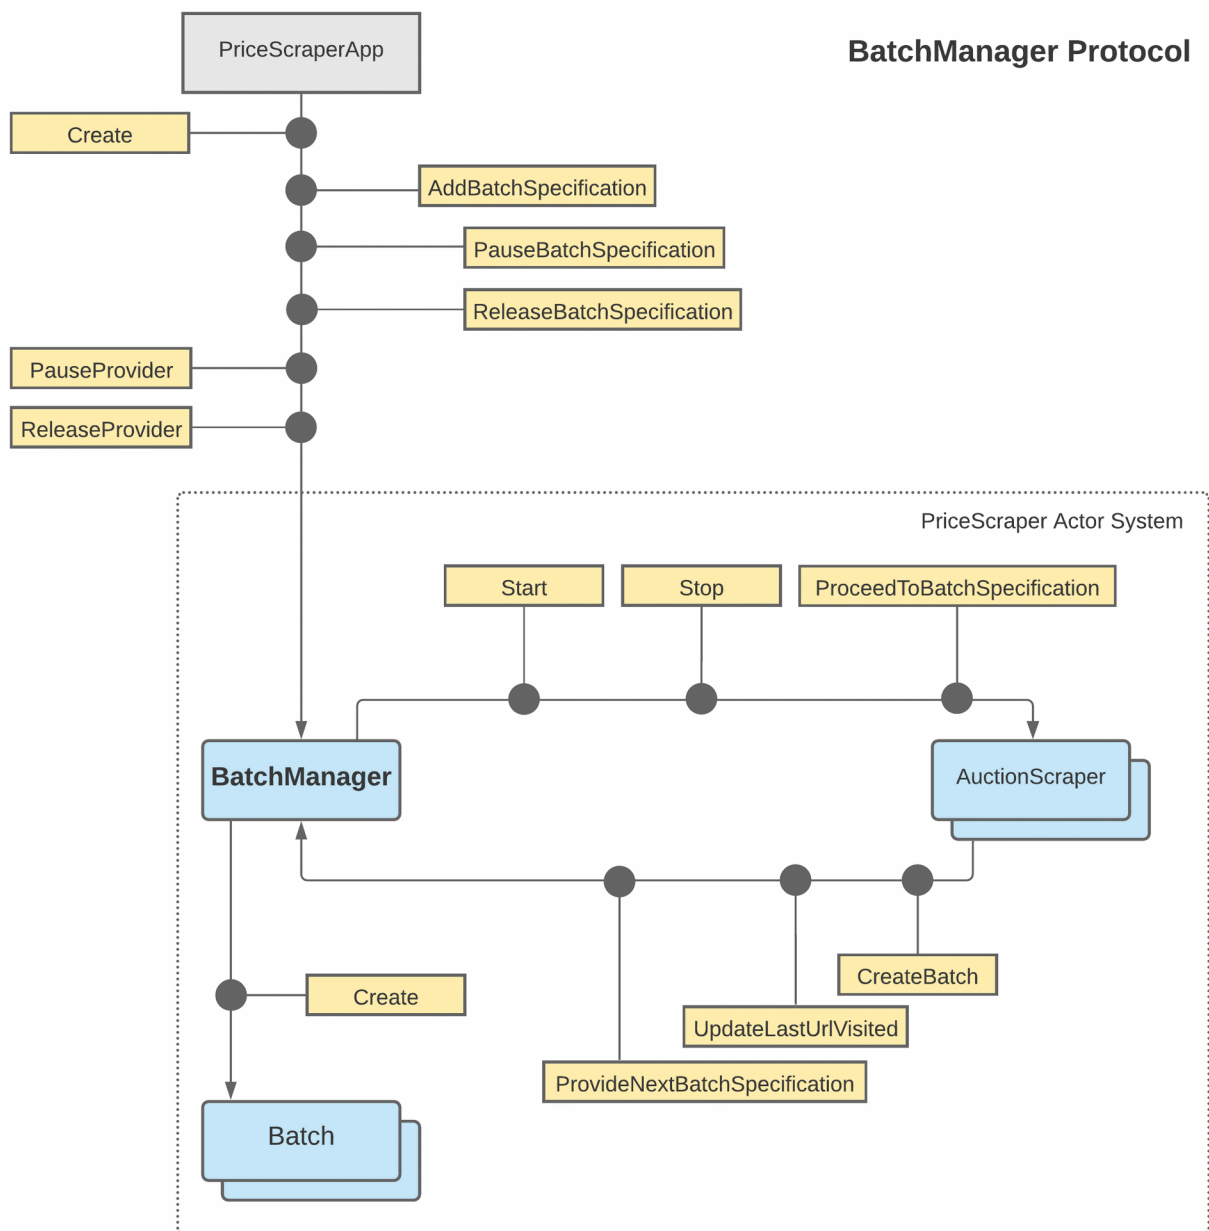 PriceScraperApp
BatchManager Protocol
Create
AddBatchSpecification
PauseBatchSpecification
ReleaseBatchSpecification
PauseProvider
ReleaseProvider
PriceScraper Actor System
Start
Stop
ProceedToBatchSpecification
BatchManager
AuctionScraper
CreateBatch
Create
UpdateLastUrlVisited
ProvideNextBatchSpecification
Batch